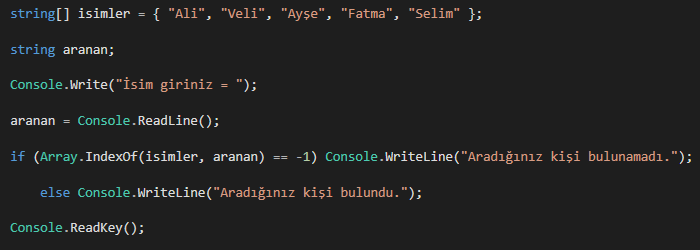 string[] isimler = { "Ali", "Veli", "Ayşe", "Fatma", "Selim" };
string aranan;
Console.Write("İsim giriniz = ");
aranan = Console.ReadLine();
if (Array.IndexOf(isimler, aranan) == -1) Console.WriteLine("Aradığınız kişi bulunamadı.");
else Console.WriteLine("Aradığınız kişi bulundu.");
Console.ReadKey();